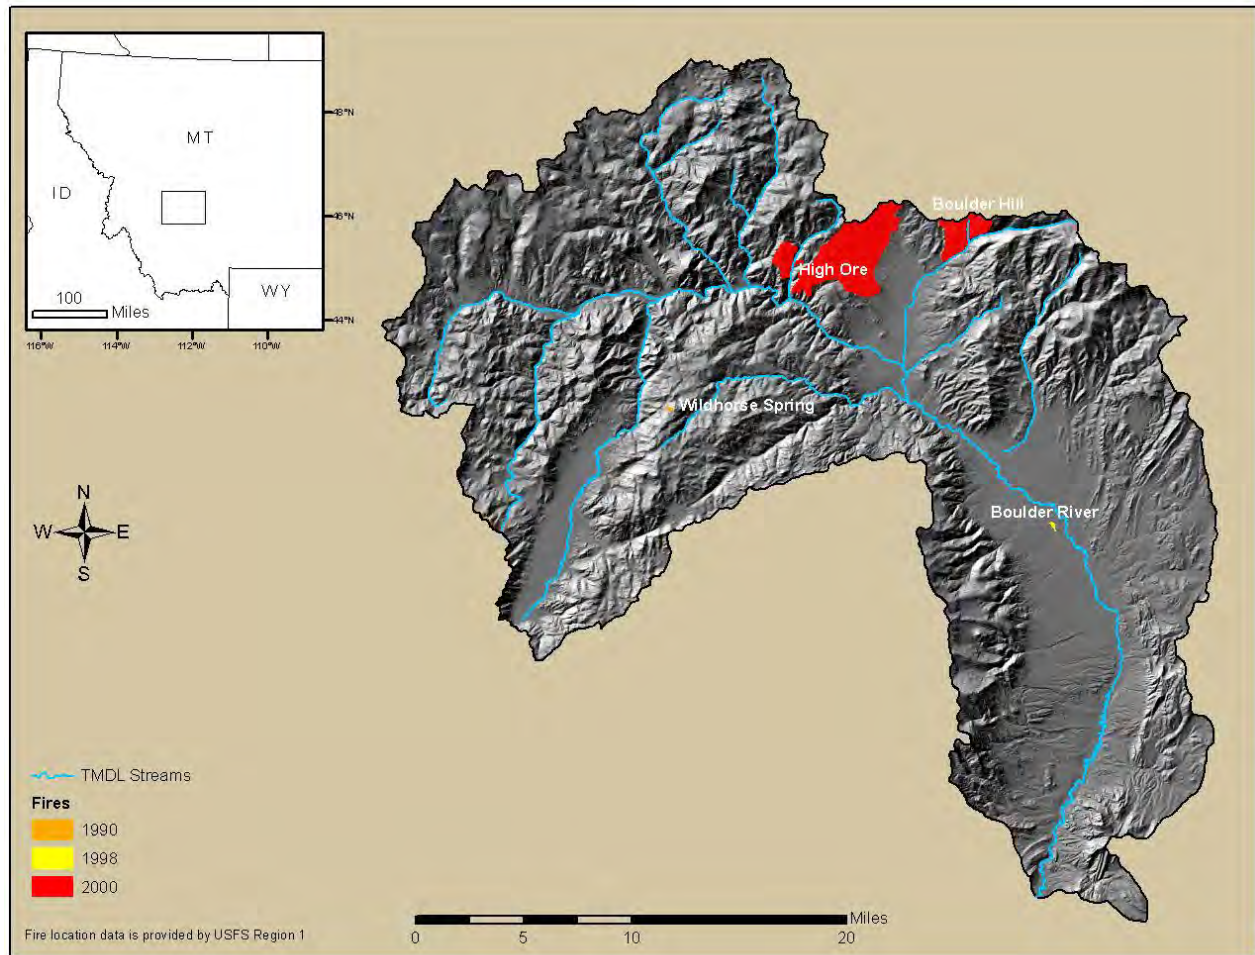 MT
ID
WY
100
Miles
48°N
46°N
44°N
116°W
114°W
112°W
110°W
Boulder Hill
High Ore
Wildhorse Spring
Boulder River
N
W
E
S
TMDL Streams
Fires
1990
1998
2000
Fire location data is provided by USFS Region 1
Miles
0
5
10
20